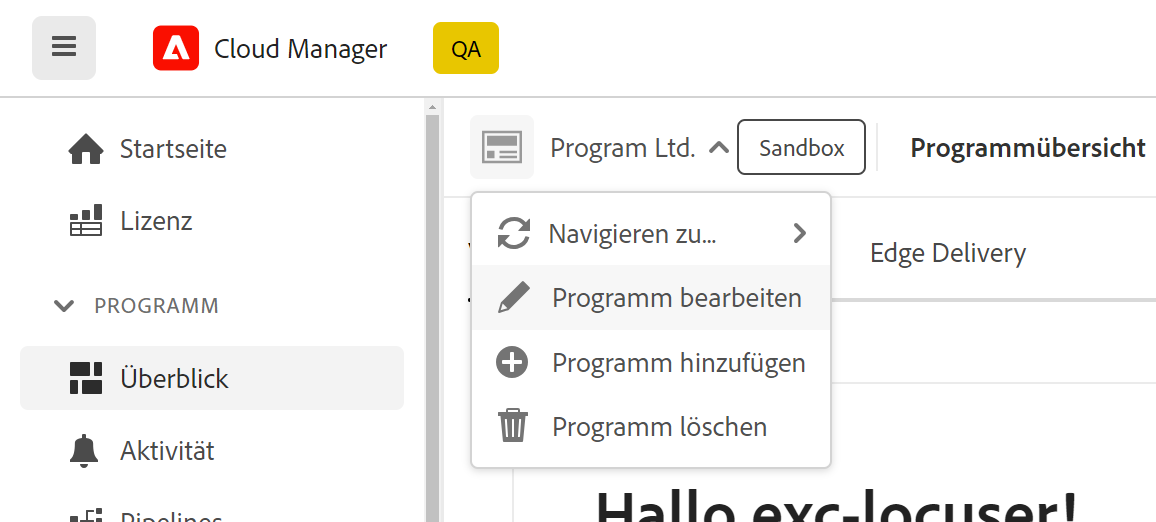 Cloud Manager
QA
Startseite
Lizenz
PROGRAMM
Überblick
Aktivität
Pipelines
Program Ltd.
Sandbox
Programmübersicht
Navigieren zu...
Programm bearbeiten
Programm hinzufügen
Programm löschen
Edge Delivery
Hallo exc-locuser!